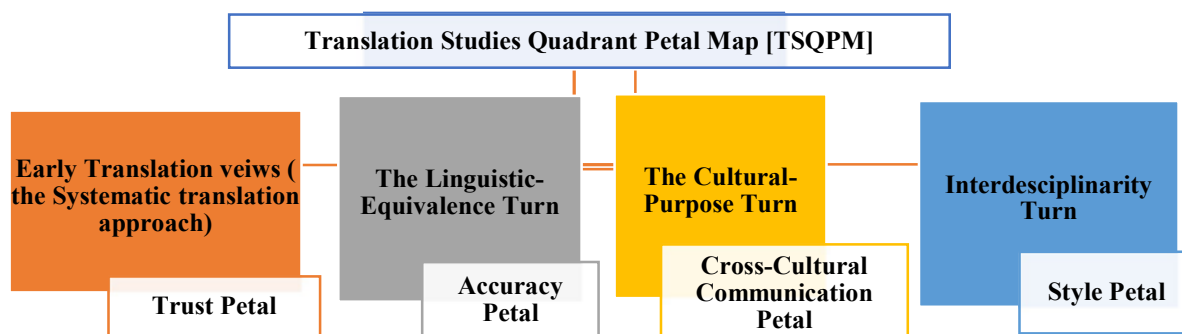 Translation Studies Quadrant Petal Map [TSQPM]
Early Translation veiws (
the Systematic translation
approach)
Trust Petal
The Linguistic-
Equivalence Turn
Accuracy
Petal
The Cultural-
Purpose Turn
Cross-Cultural
Communication
Petal
Interdesciplinarity
Turn
Style Petal